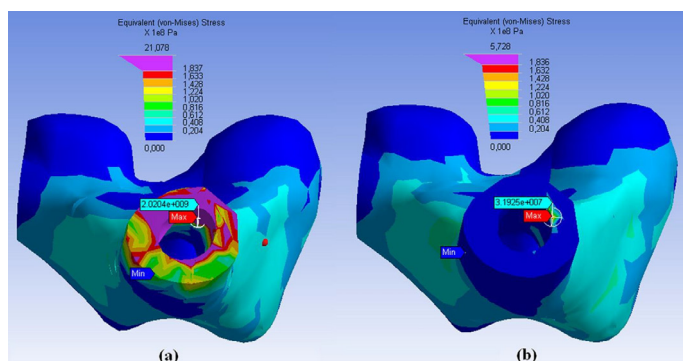 Equivalent (von-Mises) Stress
X 1e8 Pa
21,078
1,837
1,633
1,428
1,224
1,020
0,816
0,612
0,408
0,204
0,000
2.0204e+009
Max
Min
(a)
Equivalent (von-Mises) Stress
X 1e8 Pa
5,728
1,836
1,632
1,428
1,224
1,020
0,816
0,612
0,408
0,204
0,000
3.1925e+007
Max
Min
(b)